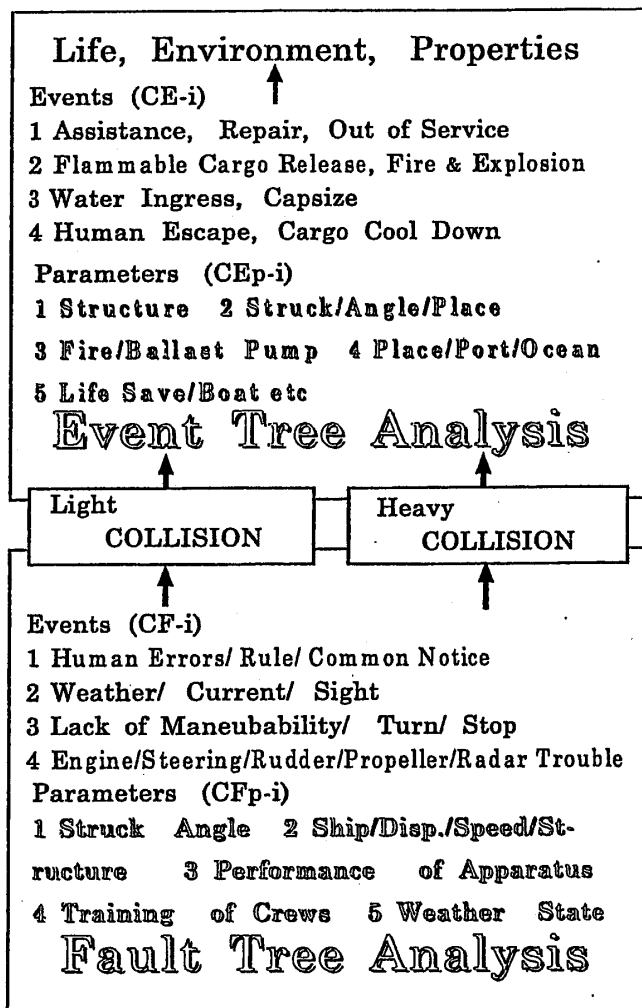 Life, Environment, Properties
Events (CE-i)
1 Assistance, Repair, Out of Service
2 Flammable Cargo Release, Fire & Explosion
3 Water Ingress, Capsize
4 Human Escape, Cargo Cool Down
Parameters (CEp-i)
1 Structure 2 Struck/Angle/Place
3 Fire/Ballast Pump 4 Place/Port/Ocean
5 Life Save/Boat etc
Event Tree Analysis
Light
COLLISION
Heavy
COLLISION
Events (CF-i)
1 Human Errors/ Rule/ Common Notice
2 Weather/ Current/ Sight
3 Lack of Maneubability/ Turn/ Stop
4 Engine/Steering/Rudder/Propeller/Radar Trouble
Parameters (CFp-i)
1 Struck Angle 2 Ship/Disp./Speed/St-
ructure 3 Performance of Apparatus
4 Training of Crews 5 Weather State
Fault Tree Analysis